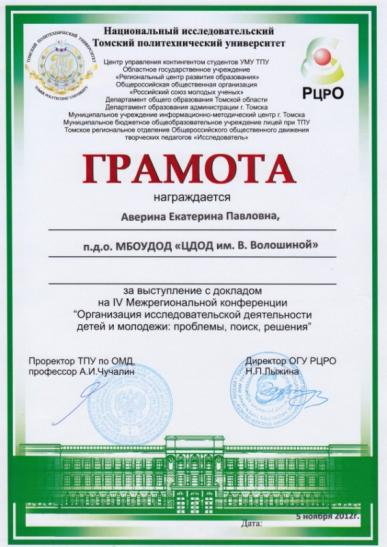 Национальный исследовательский
Томский политехнический университет
Центр управления контингентом студентов УМУ ТПУ
Областное государственное учреждение
«Региональный центр развития образования»
Общероссийская общественная организация
«Российский союз молодых ученых»
Департамент общего образования Томской области
Департамент образования администрации г. Томска
Муниципальное учреждение информационно-методический центр г. Томска
Муниципальное бюджетное общеобразовательное учреждение лицей при ТПУ
Томское региональное отделение Общероссийского общественного движения
творческих педагогов «Исследователь»
РЦРО
ГРАМОТА
награждается
Аверина Екатерина Павловна,
п.д.о. МБОУДОД «ЦДОД им. В. Волошиной»
за выступление с докладом
на IV Межрегиональной конференции
"Организация исследовательской деятельности
детей и молодежи: проблемы, поиск, решения"
Проректор ТПУ по ОМД,
профессор А.И.Чучалин
Директор ОГУ РЦРО
Н.П.Лыжина
5 ноября 2012г.
Дата: